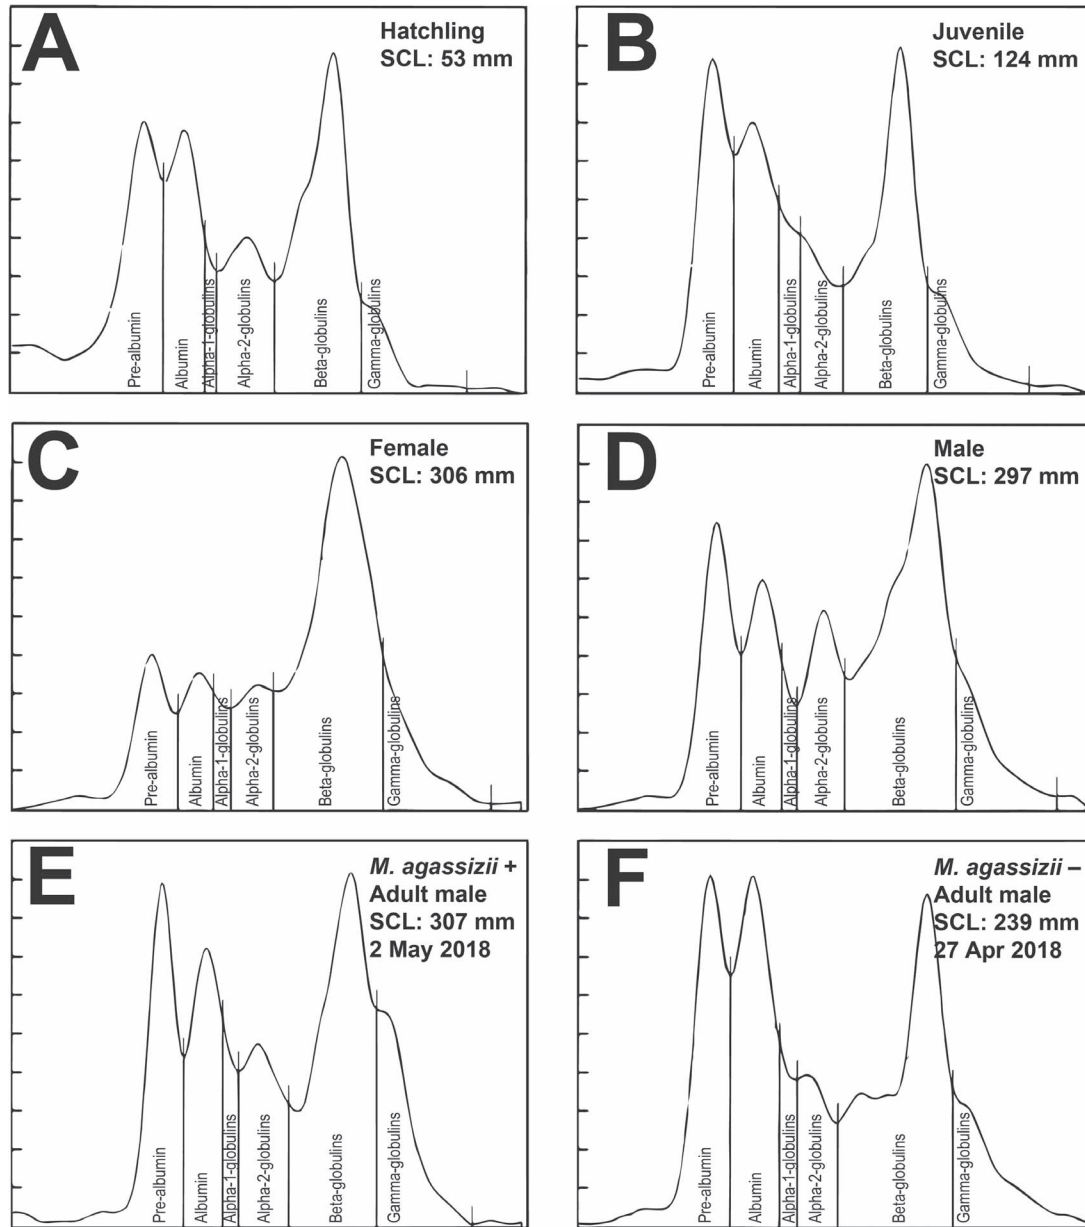 A
Hatchling
SCL: 53 mm
Pre-albumin
Albumin
Alpha-1-globulins
Alpha-2-globulins
Beta-globulins
Gamma-globulins
B
Juvenile
SCL: 124 mm
Pre-albumin
Albumin
Alpha-1-globulins
Alpha-2-globulins
Beta-globulins
Gamma-globulins
C
Female
SCL: 306 mm
Pre-albumin
Albumin
Alpha-1-globulins
Alpha-2-globulins
Beta-globulins
Gamma-globulins
D
Male
SCL: 297 mm
Pre-albumin
Albumin
Alpha-1-globulins
Alpha-2-globulins
Beta-globulins
Gamma-globulins
E
M. agassizii +
Adult male
SCL: 307 mm
2 May 2018
Pre-albumin
Albumin
Alpha-1-globulins
Alpha-2-globulins
Beta-globulins
Gamma-globulins
F
M. agassizii –
Adult male
SCL: 239 mm
27 Apr 2018
Pre-albumin
Albumin
Alpha-1-globulins
Alpha-2-globulins
Beta-globulins
Gamma-globulins